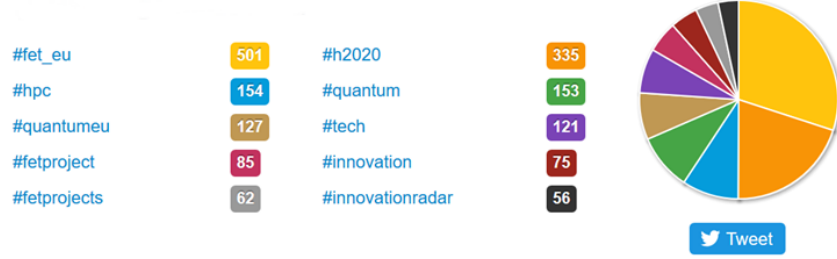 #fet_eu 501 #h2020 335
#hpc 154 #quantum 153
#quantumeu 127 #tech 121
#fetproject 85 #innovation 75
#fetprojects 62 #innovationradar 56
Tweet